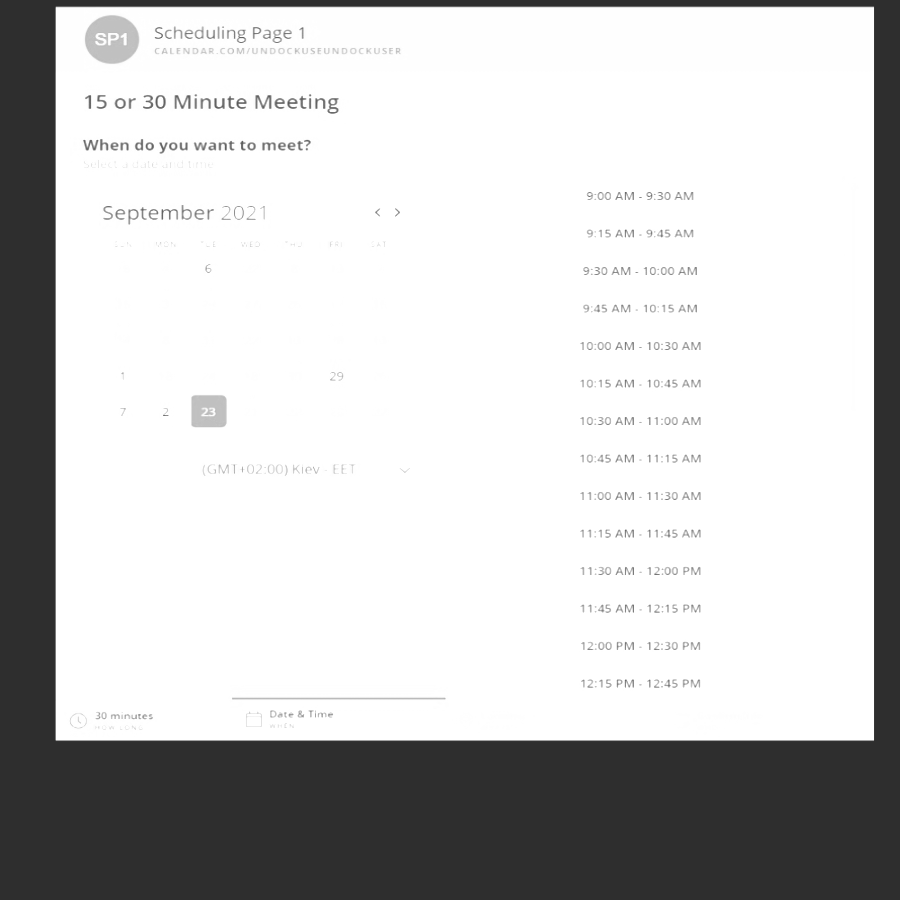 SP1
Scheduling Page 1
CALENDAR.COM/UNDOCKUSEUNDOCKUSER
15 or 30 Minute Meeting
When do you want to meet?
Select a date and time
September 2021
SUN MON TUE WED THU FRI SAT
6
1 29
7 2 23
(GMT+02:00) Kiev - EET
9:00 AM - 9:30 AM
9:15 AM - 9:45 AM
9:30 AM - 10:00 AM
9:45 AM - 10:15 AM
10:00 AM - 10:30 AM
10:15 AM - 10:45 AM
10:30 AM - 11:00 AM
10:45 AM - 11:15 AM
11:00 AM - 11:30 AM
11:15 AM - 11:45 AM
11:30 AM - 12:00 PM
11:45 AM - 12:15 PM
12:00 PM - 12:30 PM
12:15 PM - 12:45 PM
30 minutes
HOW LONG
Date & Time
WHEN